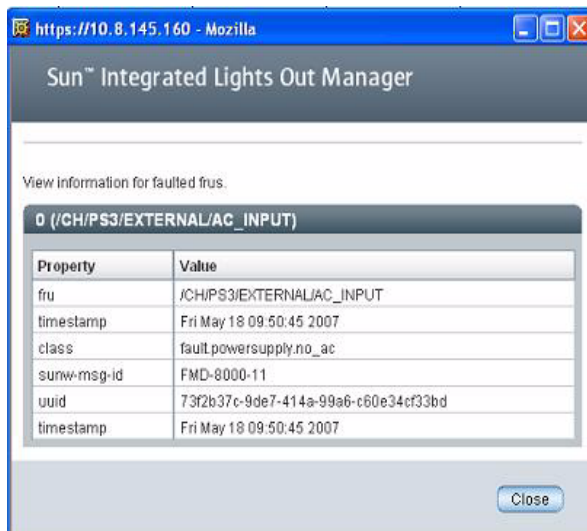 https://10.8.145.160 - Mozilla
Sun™ Integrated Lights Out Manager
View information for faulted frus.
0 (/CH/PS3/EXTERNAL/AC_INPUT)
Property Value
fru /CH/PS3/EXTERNAL/AC_INPUT
timestamp Fri May 18 09:50:45 2007
class fault.powersupply.no_ac
sunw-msg-id FMD-8000-11
uuid 73f2b37c-9de7-414a-99a6-c60e34cf33bd
timestamp Fri May 18 09:50:45 2007
Close